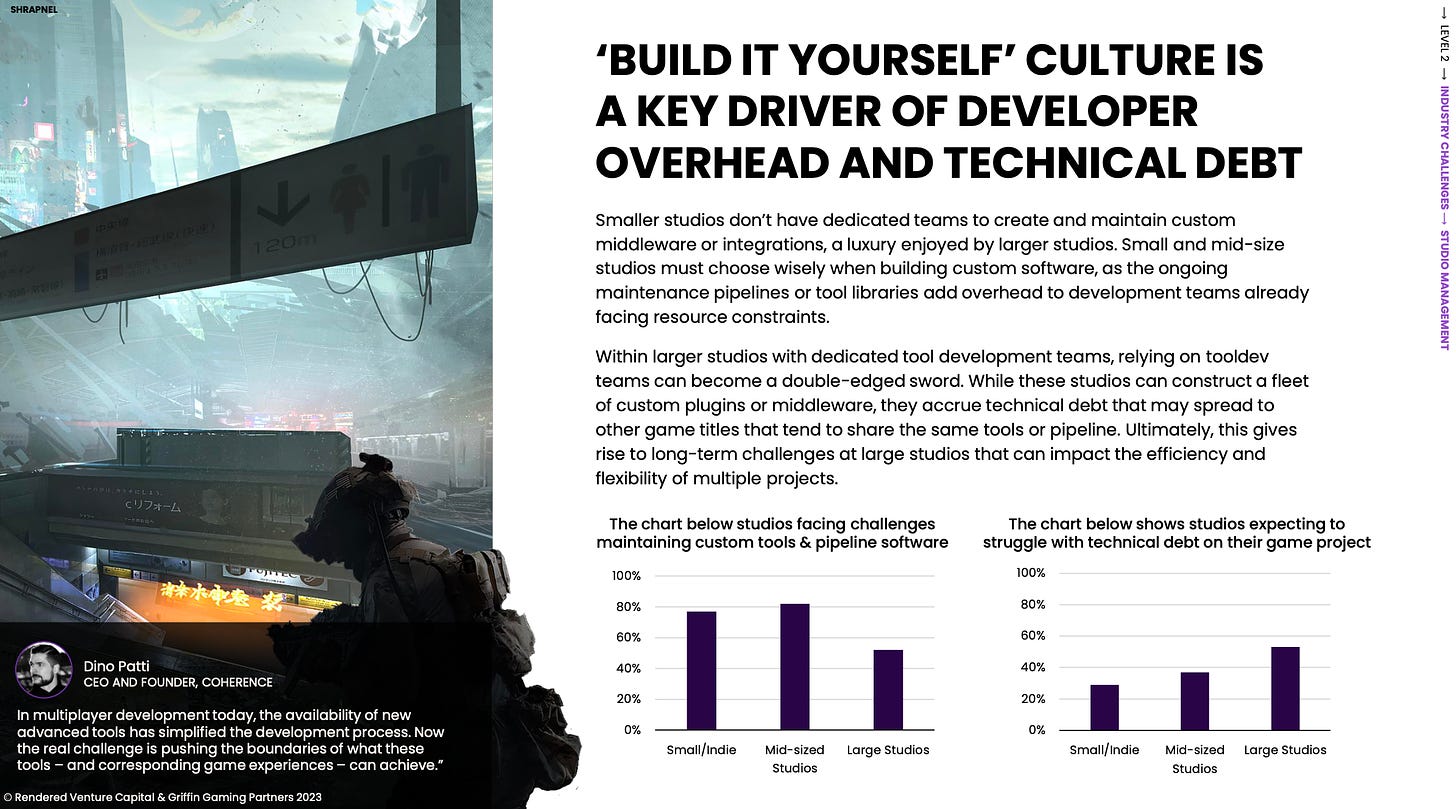 SHRAPNEL
→ LEVEL 2 → INDUSTRY CHALLENGES → STUDIO MANAGEMENT
‘BUILD IT YOURSELF’ CULTURE IS
A KEY DRIVER OF DEVELOPER
OVERHEAD AND TECHNICAL DEBT
Smaller studios don’t have dedicated teams to create and maintain custom
middleware or integrations, a luxury enjoyed by larger studios. Small and mid-size
studios must choose wisely when building custom software, as the ongoing
maintenance pipelines or tool libraries add overhead to development teams already
facing resource constraints.
Within larger studios with dedicated tool development teams, relying on tooldev
teams can become a double-edged sword. While these studios can construct a fleet
of custom plugins or middleware, they accrue technical debt that may spread to
other game titles that tend to share the same tools or pipeline. Ultimately, this gives
rise to long-term challenges at large studios that can impact the efficiency and
flexibility of multiple projects.
The chart below studios facing challenges
maintaining custom tools & pipeline software
100%
80%
60%
40%
20%
0%
Small/Indie
Mid-sized
Studios
Large Studios
The chart below shows studios expecting to
struggle with technical debt on their game project
100%
80%
60%
40%
20%
0%
Small/Indie
Mid-sized
Studios
Large Studios
120m
cリフォーム
FUJITEC
Dino Patti
CEO AND FOUNDER, COHERENCE
In multiplayer development today, the availability of new
advanced tools has simplified the development process. Now
the real challenge is pushing the boundaries of what these
tools – and corresponding game experiences – can achieve.”
© Rendered Venture Capital & Griffin Gaming Partners 2023